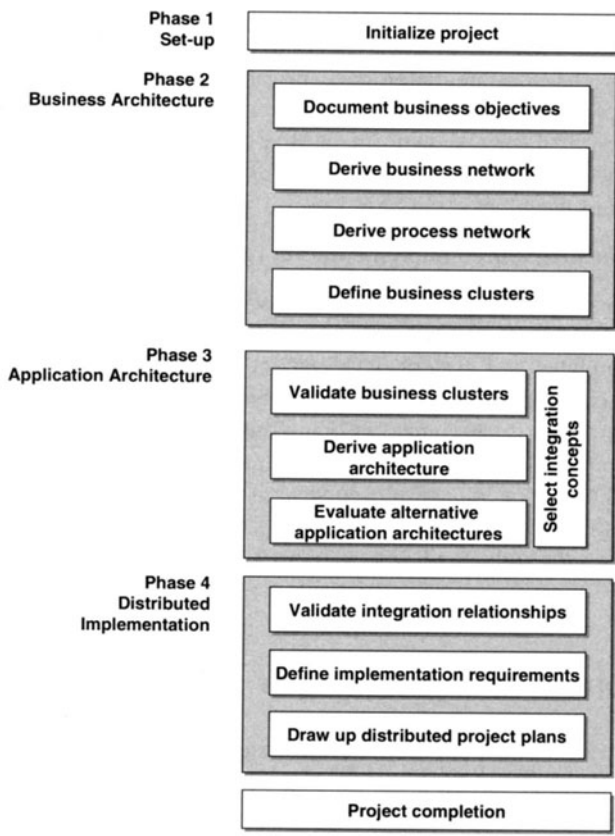 Phase 1
Set-up
Initialize project
Phase 2
Business Architecture
Document business objectives
Derive business network
Derive process network
Define business clusters
Phase 3
Application Architecture
Validate business clusters
Derive application
architecture
Evaluate alternative
application architectures
Select integration
concepts
Phase 4
Distributed
Implementation
Validate integration relationships
Define implementation requirements
Draw up distributed project plans
Project completion